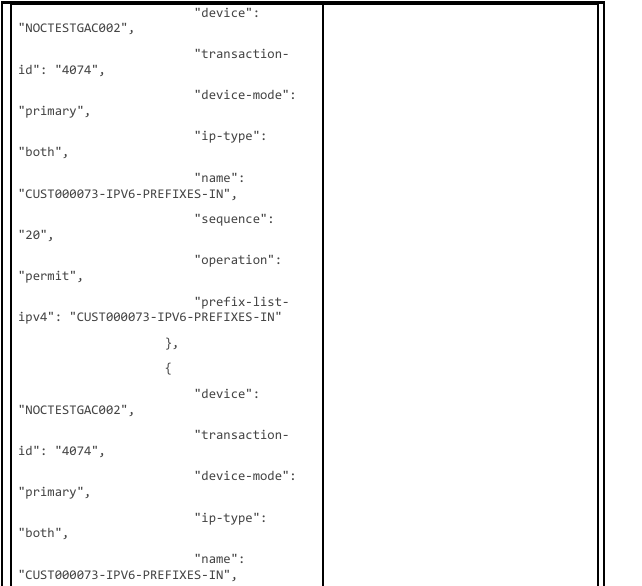 "device":
"NOCTESTGAC002",
"transaction-
id": "4074",
"device-mode":
"primary",
"ip-type":
"both",
"name":
"CUST000073-IPV6-PREFIXES-IN",
"sequence":
"20",
"operation":
"permit",
"prefix-list-
ipv4": "CUST000073-IPV6-PREFIXES-IN"
},
{
"device":
"NOCTESTGAC002",
"transaction-
id": "4074",
"device-mode":
"primary",
"ip-type":
"both",
"name":
"CUST000073-IPV6-PREFIXES-IN",